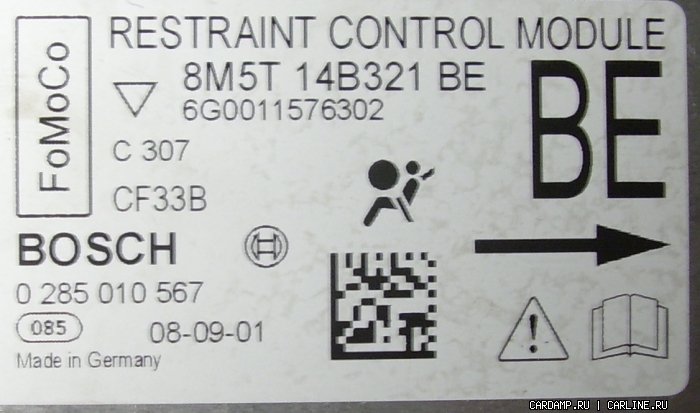 FoMoCo
RESTRAINT CONTROL MODULE
8M5T 14B321 BE
6G0011576302
BE
C 307
CF33B
BOSCH
0 285 010 567
085 08-09-01
Made in Germany
CARDAMP.RU | CARLINE.RU